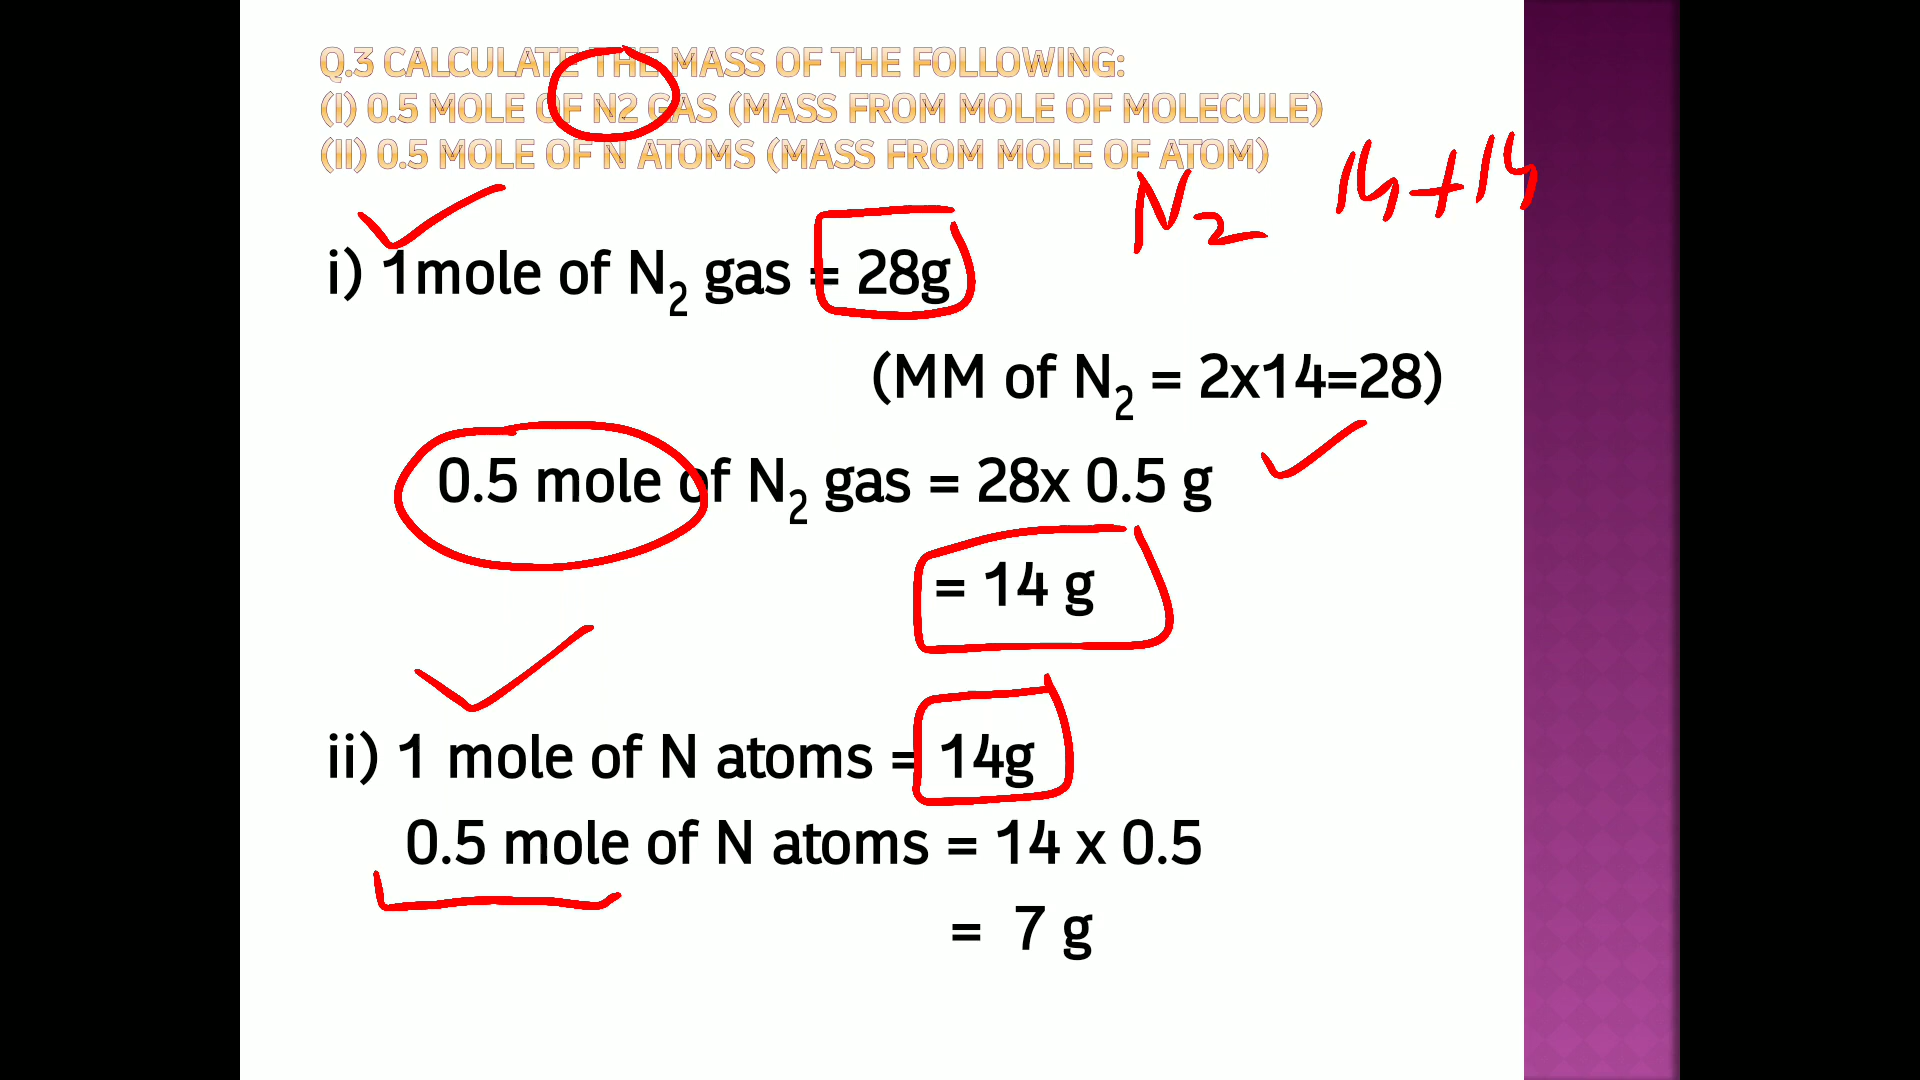 Q.3 CALCULATE THE MASS OF THE FOLLOWING:
(I) 0.5 MOLE OF N2 GAS (MASS FROM MOLE OF MOLECULE)
(II) 0.5 MOLE OF N ATOMS (MASS FROM MOLE OF ATOM)
N₂ 14+14
i) 1mole of N₂ gas = 28g
(MM of N₂ = 2x14=28)
0.5 mole of N₂ gas = 28x 0.5 g
= 14 g
ii) 1 mole of N atoms = 14g
0.5 mole of N atoms = 14 x 0.5
= 7 g